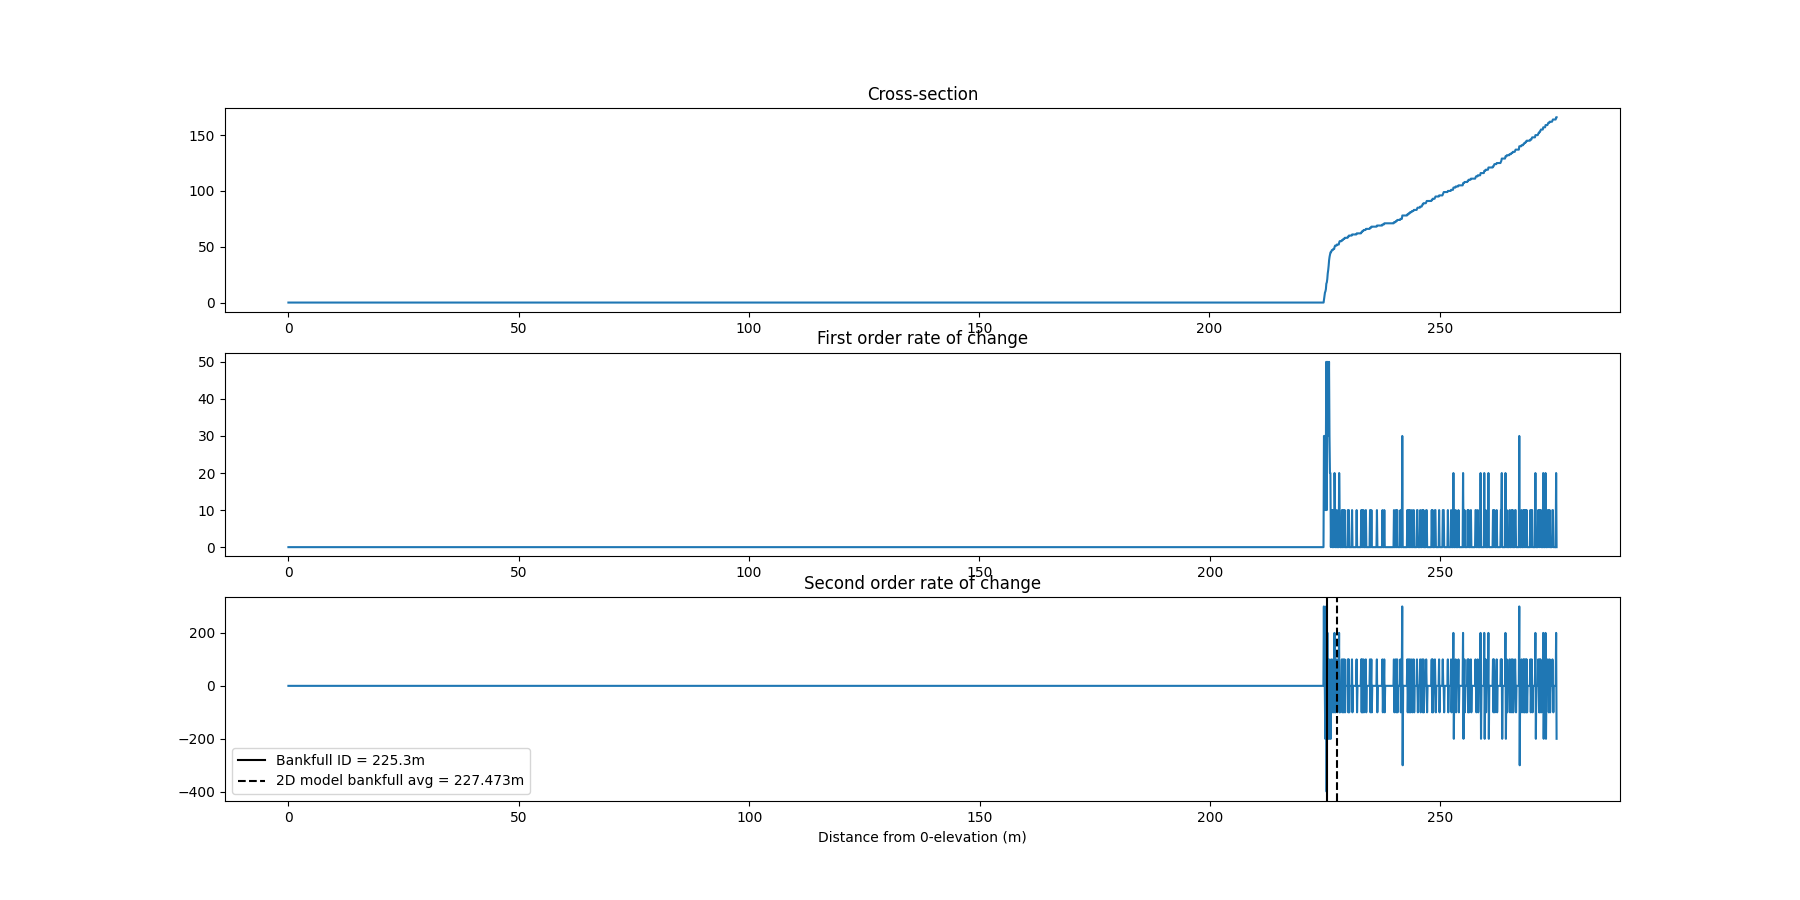 Cross-section
150
100
50
0
0 50 100 150 200 250
First order rate of change
50
40
30
20
10
0
0 50 100 150 200 250
Second order rate of change
200
0
−200
−400
Bankfull ID = 225.3m
2D model bankfull avg = 227.473m
0 50 100 150 200 250
Distance from 0-elevation (m)